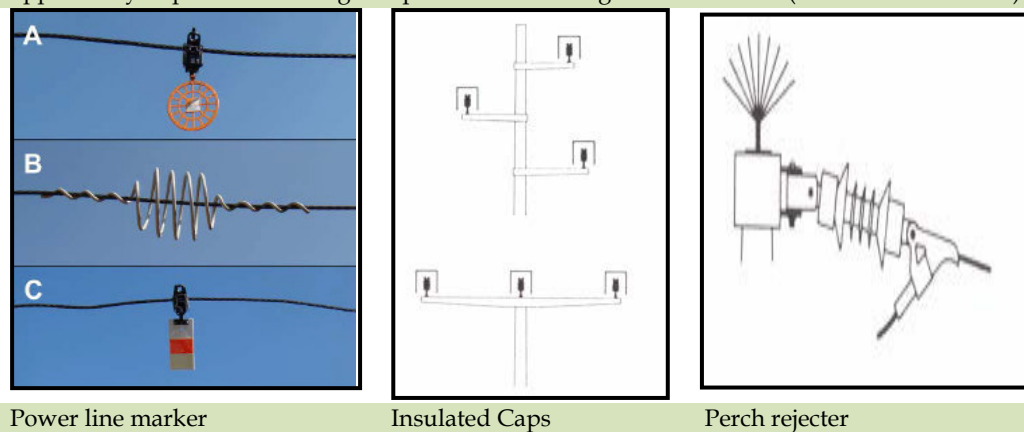 A
B
C
Power line marker
Insulated Caps
Perch rejecter